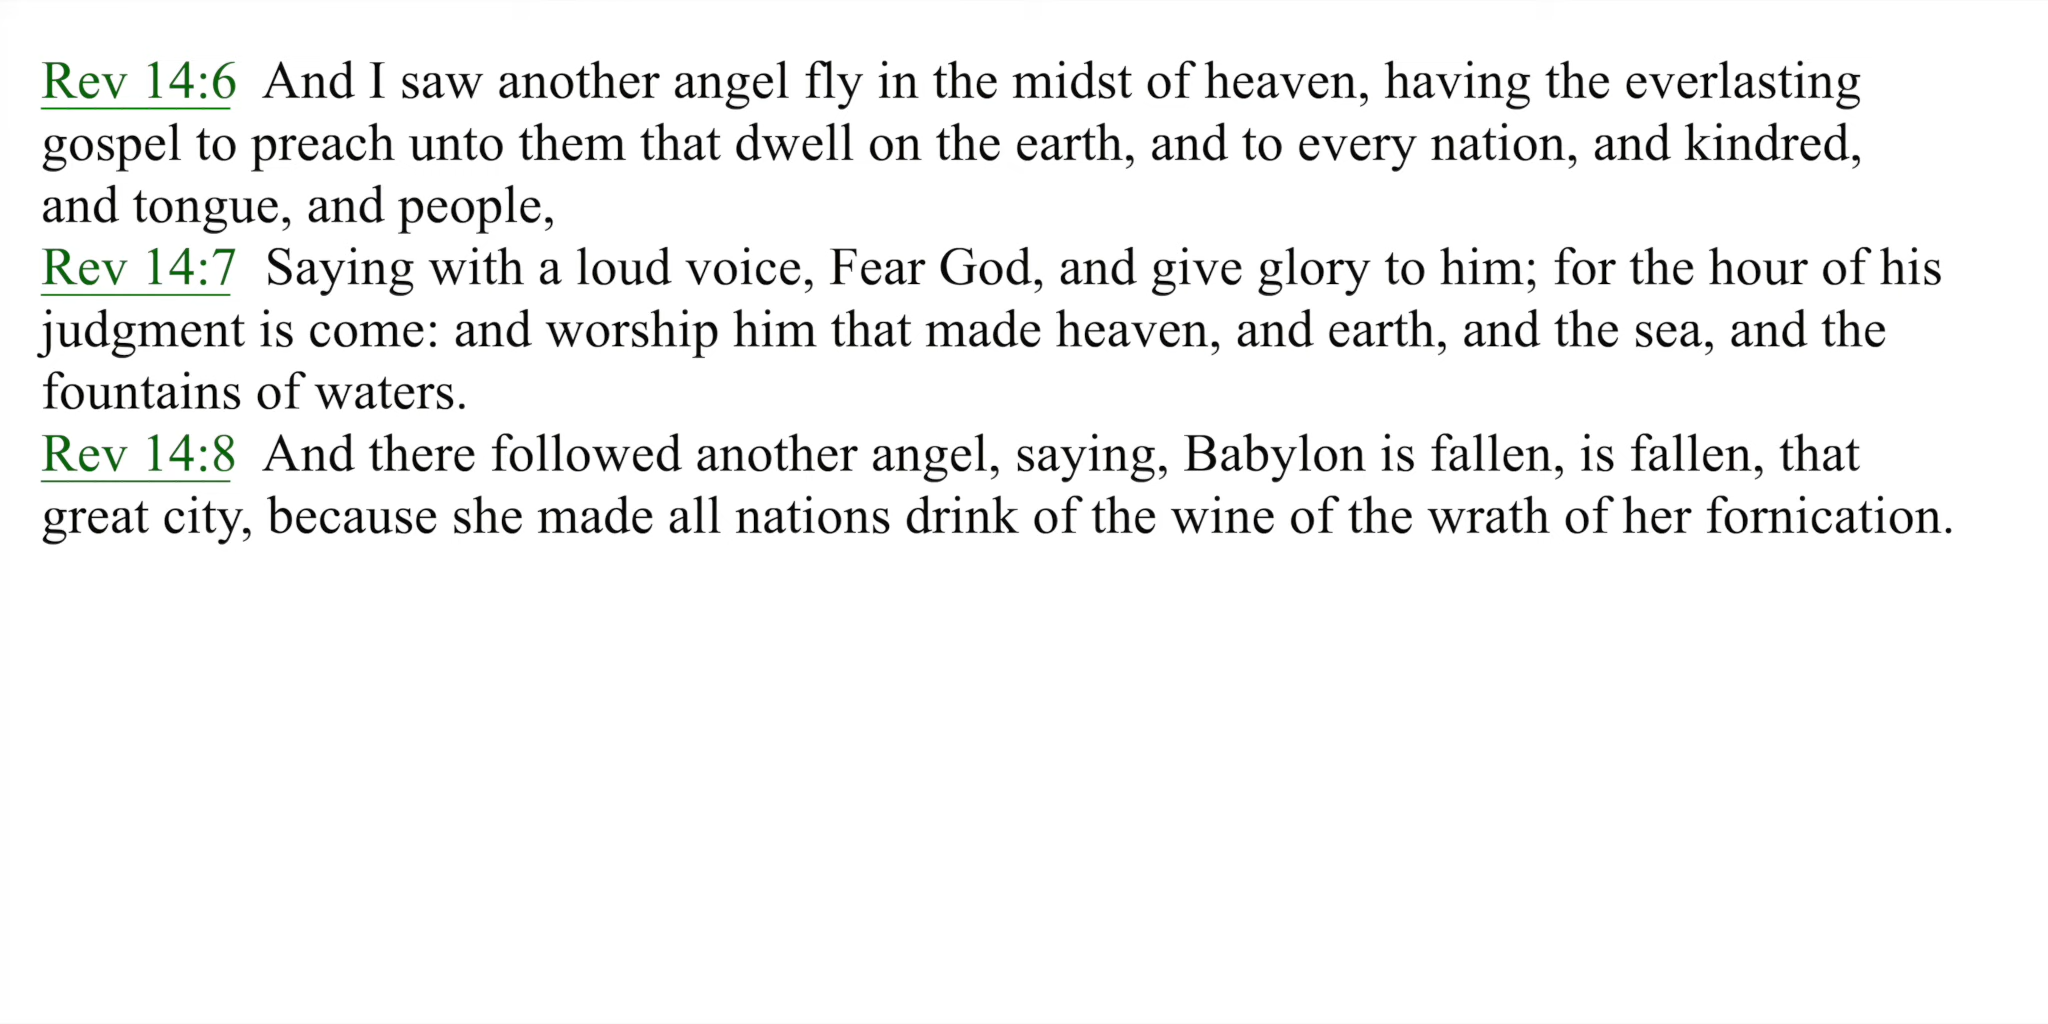 Rev 14:6  And I saw another angel fly in the midst of heaven, having the everlasting
gospel to preach unto them that dwell on the earth, and to every nation, and kindred,
and tongue, and people,
Rev 14:7  Saying with a loud voice, Fear God, and give glory to him; for the hour of his
judgment is come: and worship him that made heaven, and earth, and the sea, and the
fountains of waters.
Rev 14:8  And there followed another angel, saying, Babylon is fallen, is fallen, that
great city, because she made all nations drink of the wine of the wrath of her fornication.